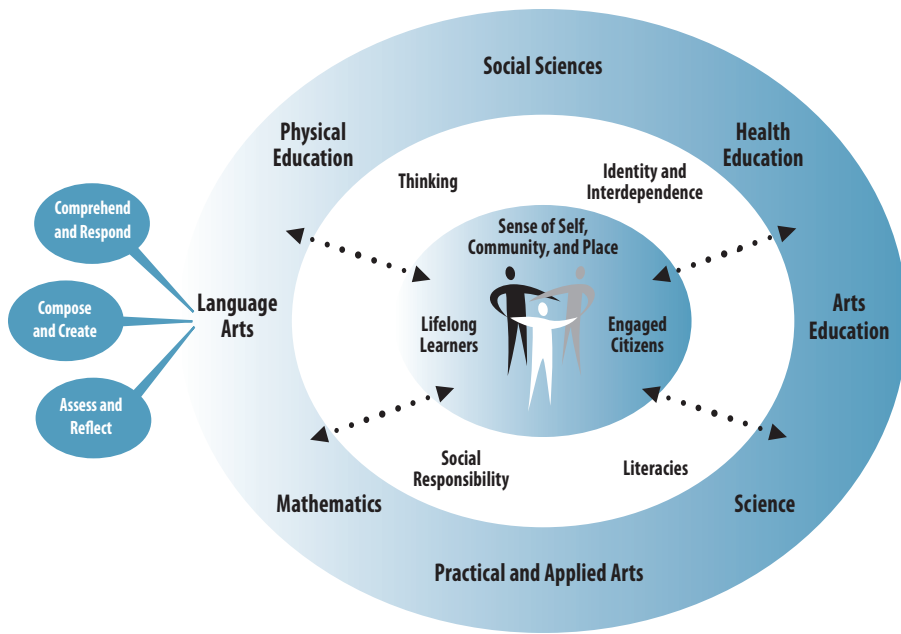 Social Sciences
Physical
Education
Health
Education
Thinking
Identity and
Interdependence
Comprehend
and Respond
Sense of Self,
Community, and Place
Compose
and Create
Language
Arts
Lifelong
Learners
Engaged
Citizens
Arts
Education
Assess and
Reflect
Social
Responsibility
Literacies
Mathematics
Science
Practical and Applied Arts